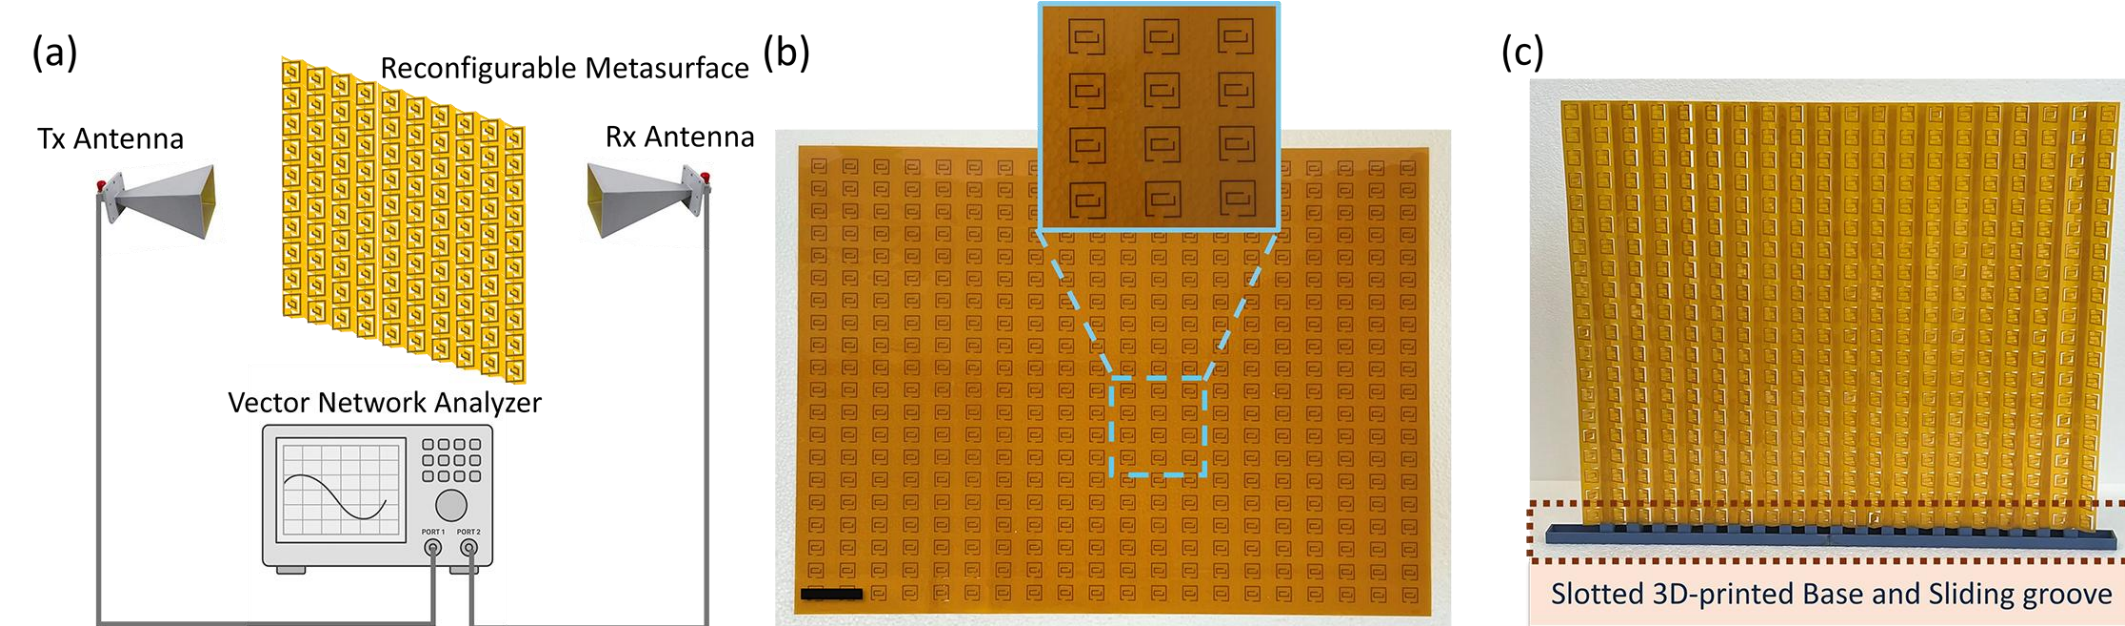 (a)
Reconfigurable Metasurface
Tx Antenna
Rx Antenna
Vector Network Analyzer
PORT 1 PORT 2
(b)
(c)
Slotted 3D-printed Base and Sliding groove